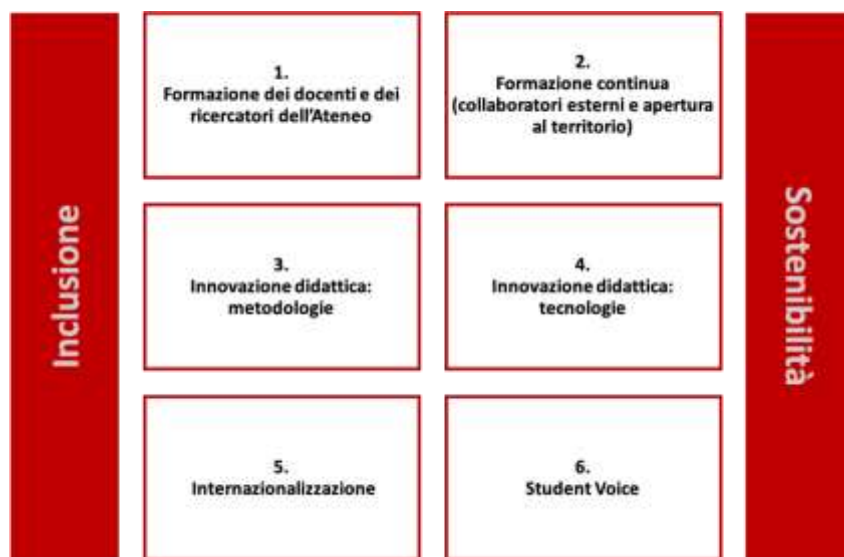 Inclusione
1.
Formazione dei docenti e dei
ricercatori dell'Ateneo
2.
Formazione continua
(collaboratori esterni e apertura
al territorio)
3.
Innovazione didattica:
metodologie
4.
Innovazione didattica:
tecnologie
5.
Internazionalizzazione
6.
Student Voice
Sostenibilità